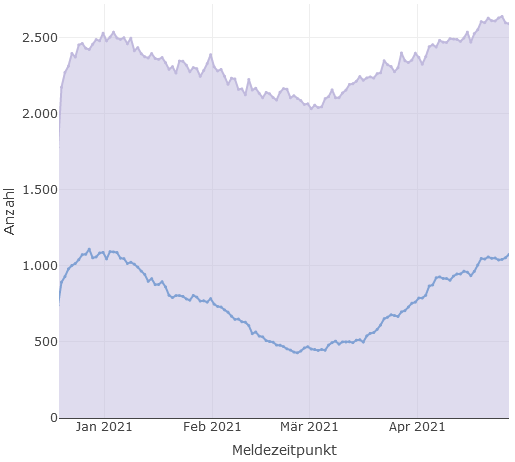 Anzahl
2.500
2.000
1.500
1.000
500
0
Jan 2021
Feb 2021
Mär 2021
Apr 2021
Meldezeitpunkt